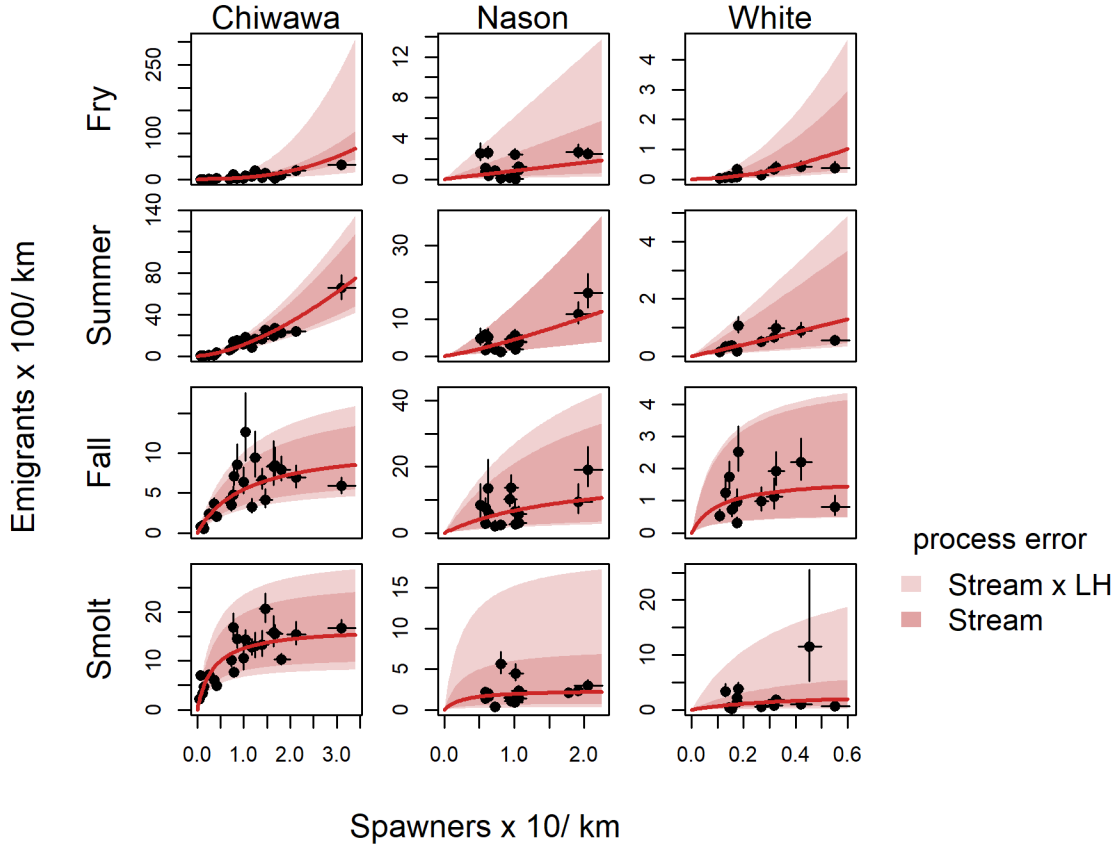 Chiwawa Nason White
Emigrants x 100/ km
Fry
0 100 250
0 4 8 12
0 1 2 3 4
Summer
0 40 80 140
0 10 30
0 2 4
Fall
0 5 10
0 20 40
0 1 2 3 4
Smolt
0 10 20
0 5 10 15
0 10 20
0.0 1.0 2.0 3.0
0.0 1.0 2.0
0.0 0.2 0.4 0.6
Spawners x 10/ km
process error
Stream x LH
Stream